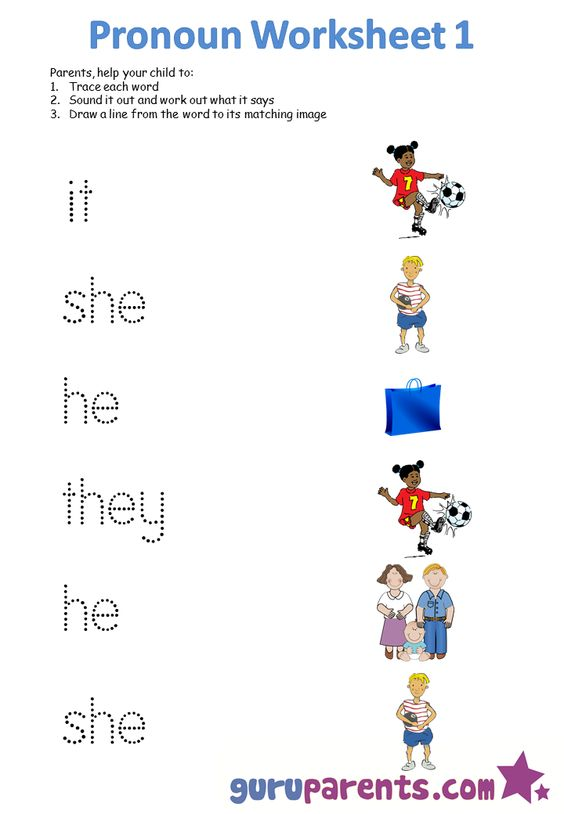 Pronoun Worksheet 1
Parents, help your child to:
1. Trace each word
2. Sound it out and work out what it says
3. Draw a line from the word to its matching image
it
7
she
he
they
7
he
she
guruparents.com